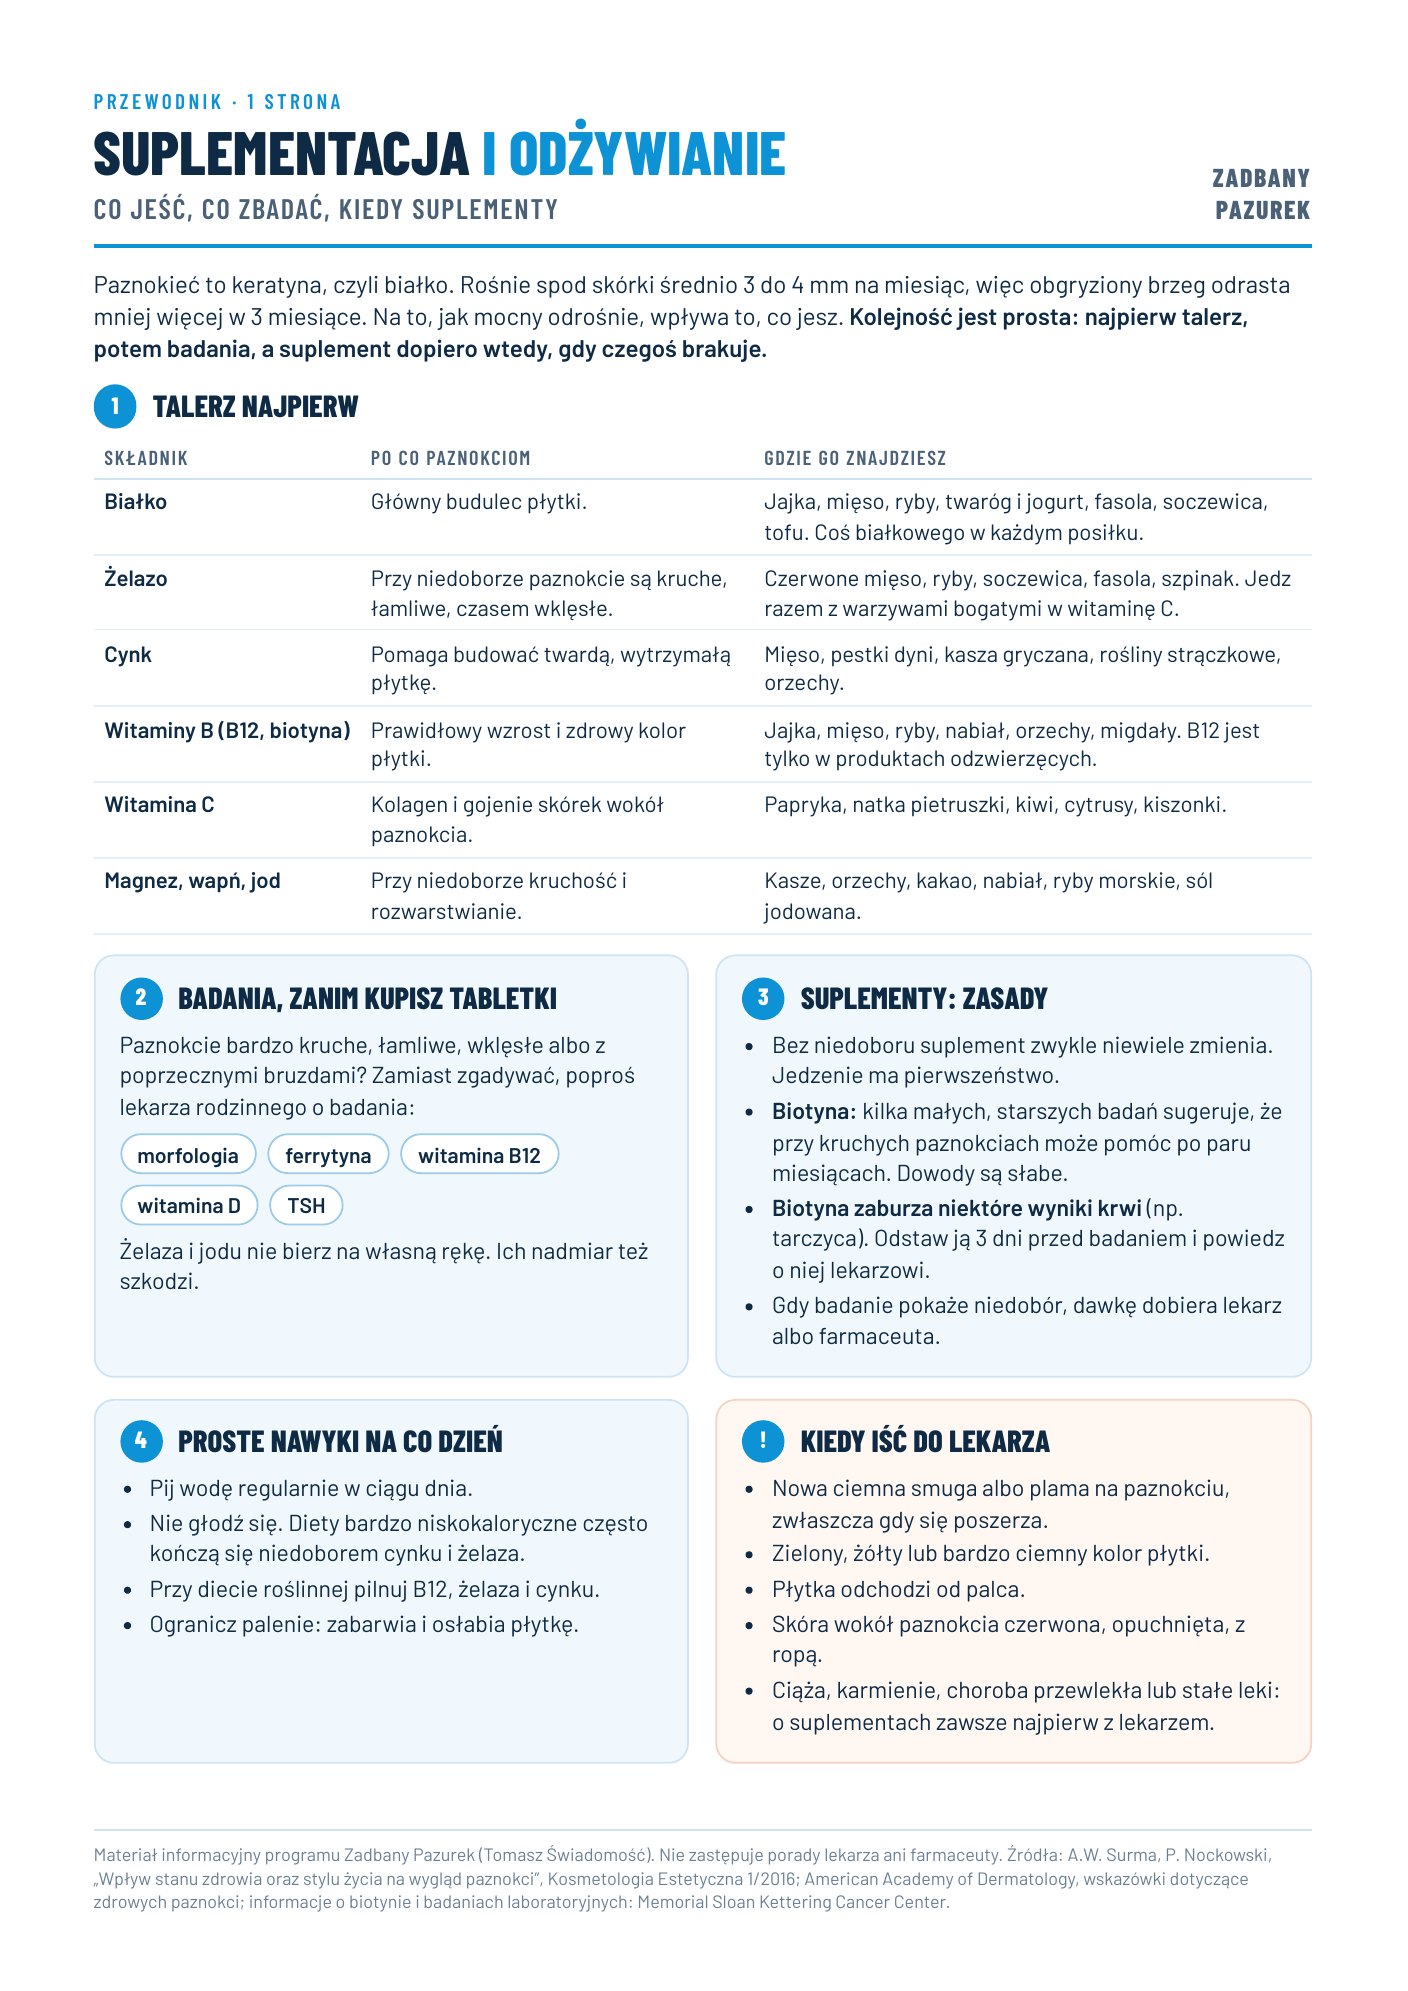 PRZEWODNIK · 1 STRONA
SUPLEMENTACJA I ODŻYWIANIE
CO JEŚĆ, CO ZBADAĆ, KIEDY SUPLEMENTY
ZADBANY
PAZUREK
Paznokieć to keratyna, czyli białko. Rośnie spod skórki średnio 3 do 4 mm na miesiąc, więc obgryziony brzeg odrasta
mniej więcej w 3 miesiące. Na to, jak mocny odrośnie, wpływa to, co jesz. Kolejność jest prosta: najpierw talerz,
potem badania, a suplement dopiero wtedy, gdy czegoś brakuje.
1 TALERZ NAJPIERW
SKŁADNIK PO CO PAZNOKCIOM GDZIE GO ZNAJDZIESZ
Białko Główny budulec płytki. Jajka, mięso, ryby, twaróg i jogurt, fasola, soczewica,
tofu. Coś białkowego w każdym posiłku.
Żelazo Przy niedoborze paznokcie są kruche, Czerwone mięso, ryby, soczewica, fasola, szpinak. Jedz
łamliwe, czasem wklęsłe. razem z warzywami bogatymi w witaminę C.
Cynk Pomaga budować twardą, wytrzymałą Mięso, pestki dyni, kasza gryczana, rośliny strączkowe,
płytkę. orzechy.
Witaminy B (B12, biotyna) Prawidłowy wzrost i zdrowy kolor Jajka, mięso, ryby, nabiał, orzechy, migdały. B12 jest
płytki. tylko w produktach odzwierzęcych.
Witamina C Kolagen i gojenie skórek wokół Papryka, natka pietruszki, kiwi, cytrusy, kiszonki.
paznokcia.
Magnez, wapń, jod Przy niedoborze kruchość i Kasze, orzechy, kakao, nabiał, ryby morskie, sól
rozwarstwianie. jodowana.
2 BADANIA, ZANIM KUPISZ TABLETKI
Paznokcie bardzo kruche, łamliwe, wklęsłe albo z
poprzecznymi bruzdami? Zamiast zgadywać, poproś
lekarza rodzinnego o badania:
morfologia ferrytyna witamina B12
witamina D TSH
Żelaza i jodu nie bierz na własną rękę. Ich nadmiar też
szkodzi.
3 SUPLEMENTY: ZASADY
• Bez niedoboru suplement zwykle niewiele zmienia.
Jedzenie ma pierwszeństwo.
• Biotyna: kilka małych, starszych badań sugeruje, że
przy kruchych paznokciach może pomóc po paru
miesiącach. Dowody są słabe.
• Biotyna zaburza niektóre wyniki krwi (np.
tarczyca). Odstaw ją 3 dni przed badaniem i powiedz
o niej lekarzowi.
• Gdy badanie pokaże niedobór, dawkę dobiera lekarz
albo farmaceuta.
4 PROSTE NAWYKI NA CO DZIEŃ
• Pij wodę regularnie w ciągu dnia.
• Nie głodź się. Diety bardzo niskokaloryczne często
kończą się niedoborem cynku i żelaza.
• Przy diecie roślinnej pilnuj B12, żelaza i cynku.
• Ogranicz palenie: zabarwia i osłabia płytkę.
! KIEDY IŚĆ DO LEKARZA
• Nowa ciemna smuga albo plama na paznokciu,
zwłaszcza gdy się poszerza.
• Zielony, żółty lub bardzo ciemny kolor płytki.
• Płytka odchodzi od palca.
• Skóra wokół paznokcia czerwona, opuchnięta, z
ropą.
• Ciąża, karmienie, choroba przewlekła lub stałe leki:
o suplementach zawsze najpierw z lekarzem.
Materiał informacyjny programu Zadbany Pazurek (Tomasz Świadomość). Nie zastępuje porady lekarza ani farmaceuty. Źródła: A.W. Surma, P. Nockowski,
„Wpływ stanu zdrowia oraz stylu życia na wygląd paznokci”, Kosmetologia Estetyczna 1/2016; American Academy of Dermatology, wskazówki dotyczące
zdrowych paznokci; informacje o biotynie i badaniach laboratoryjnych: Memorial Sloan Kettering Cancer Center.